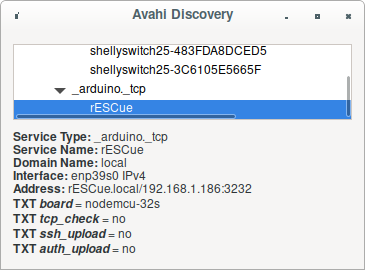 Avahi Discovery
shellyswitch25-483FDA8DCED5
shellyswitch25-3C6105E5665F
_arduino._tcp
rESCue
Service Type: _arduino._tcp
Service Name: rESCue
Domain Name: local
Interface: enp39s0 IPv4
Address: rESCue.local/192.168.1.186:3232
TXT board = nodemcu-32s
TXT tcp_check = no
TXT ssh_upload = no
TXT auth_upload = no